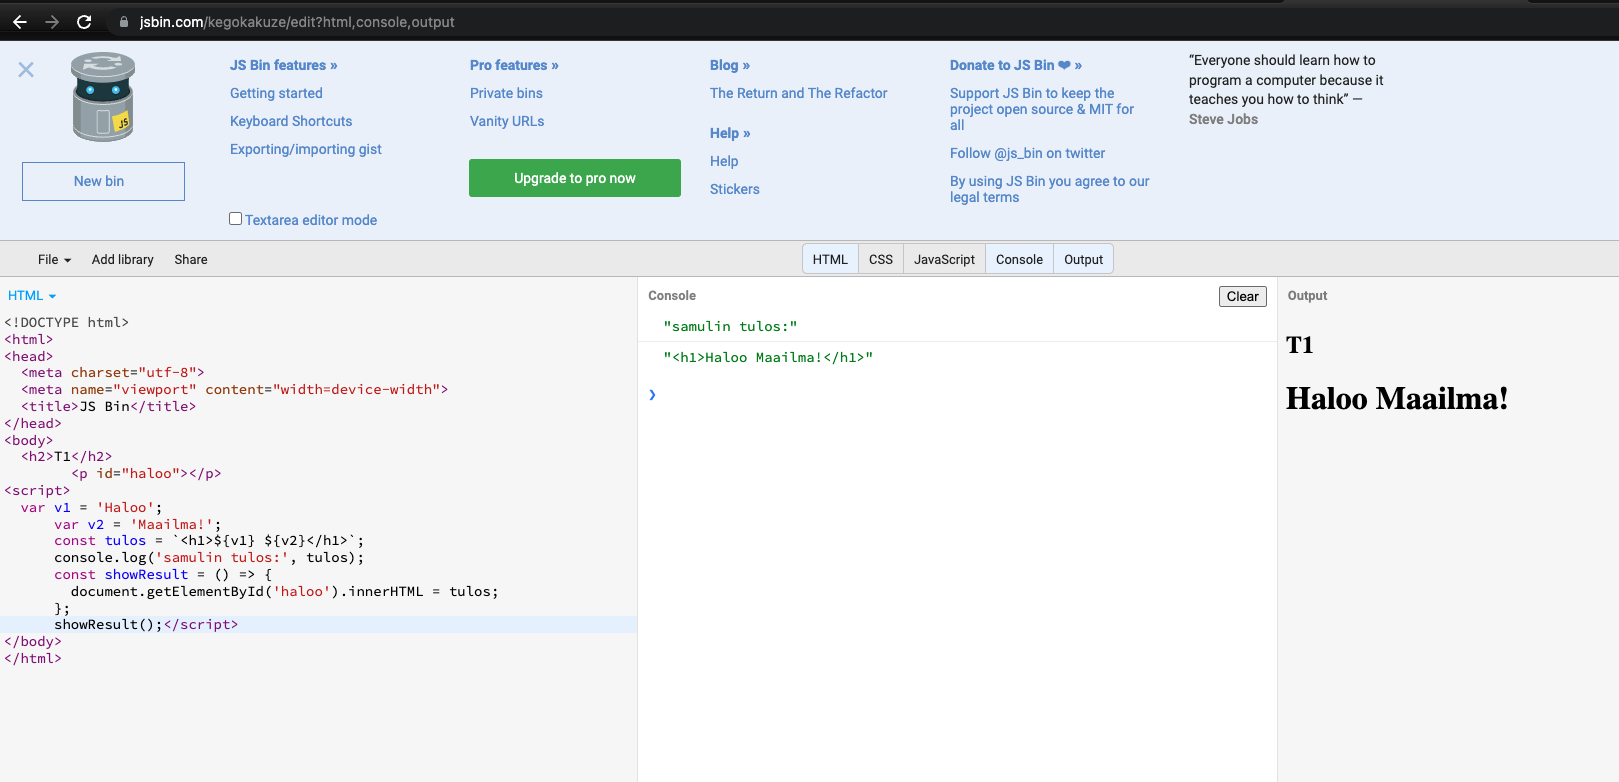 jsbin.com/kegokakuze/edit?html,console,output
JS Bin features »
Getting started
Keyboard Shortcuts
Exporting/importing gist
Textarea editor mode
Pro features »
Private bins
Vanity URLs
Upgrade to pro now
Blog »
The Return and The Refactor
Help »
Help
Stickers
Donate to JS Bin ❤ »
Support JS Bin to keep the
project open source & MIT for
all
Follow @js_bin on twitter
By using JS Bin you agree to our
legal terms
“Everyone should learn how to
program a computer because it
teaches you how to think” —
Steve Jobs
JS
New bin
File
Add library
Share
HTML
CSS
JavaScript
Console
Output
HTML
<!DOCTYPE html>
<html>
<head>
  <meta charset="utf-8">
  <meta name="viewport" content="width=device-width">
  <title>JS Bin</title>
</head>
<body>
  <h2>T1</h2>
        <p id="haloo"></p>
<script>
  var v1 = 'Haloo';
      var v2 = 'Maailma!';
      const tulos = `<h1>${v1} ${v2}</h1>`;
      console.log('samulin tulos:', tulos);
      const showResult = () => {
        document.getElementById('haloo').innerHTML = tulos;
      };
      showResult();</script>
</body>
</html>
Console
Clear
"samulin tulos:"
"<h1>Haloo Maailma!</h1>"
Output
T1
Haloo Maailma!